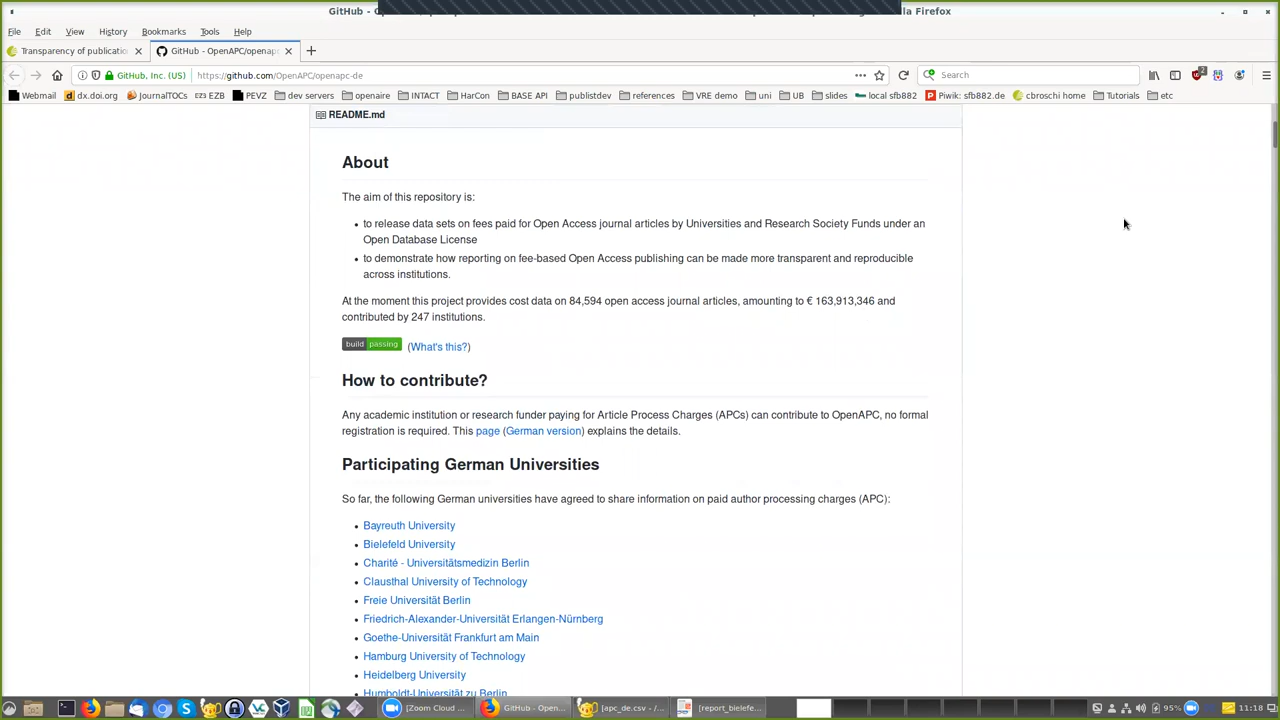 GitHub - O
ia Firefox
File Edit View History Bookmarks Tools Help
Transparency of publicatio
GitHub - OpenAPC/openap
GitHub, Inc. (US) https://github.com/OpenAPC/openapc-de
Search
Webmail dx.doi.org JournalTOCs EZB PEVZ dev servers openaire INTACT HarCon BASE API publistdev references VRE demo uni UB slides local sfb882 Piwik: sfb882.de cbroschi home Tutorials etc
README.md
About
The aim of this repository is:
• to release data sets on fees paid for Open Access journal articles by Universities and Research Society Funds under an
Open Database License
• to demonstrate how reporting on fee-based Open Access publishing can be made more transparent and reproducible
across institutions.
At the moment this project provides cost data on 84,594 open access journal articles, amounting to € 163,913,346 and
contributed by 247 institutions.
build passing (What's this?)
How to contribute?
Any academic institution or research funder paying for Article Process Charges (APCs) can contribute to OpenAPC, no formal
registration is required. This page (German version) explains the details.
Participating German Universities
So far, the following German universities have agreed to share information on paid author processing charges (APC):
• Bayreuth University
• Bielefeld University
• Charité - Universitätsmedizin Berlin
• Clausthal University of Technology
• Freie Universität Berlin
• Friedrich-Alexander-Universität Erlangen-Nürnberg
• Goethe-Universität Frankfurt am Main
• Hamburg University of Technology
• Heidelberg University
• Humboldt-Universität zu Berlin
[Zoom Cloud ... GitHub - Open... [apc_de.csv - /... [report_bielefe... 95% 11:18